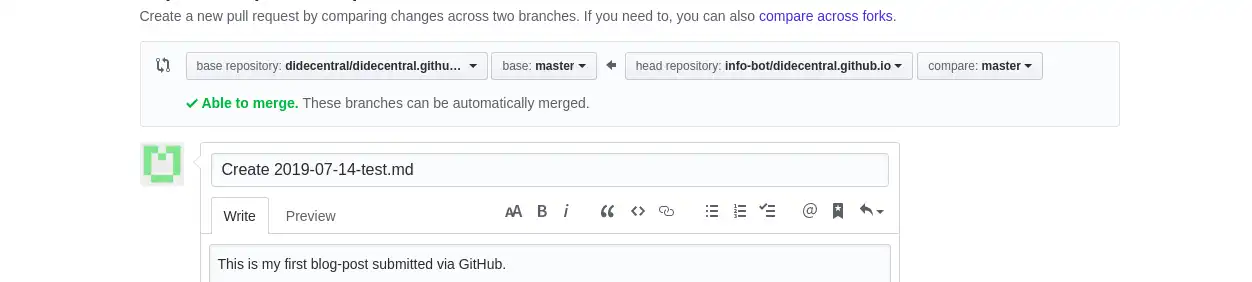 Create a new pull request by comparing changes across two branches. If you need to, you can also compare across forks.
base repository: didecentral/didecentral.githu… base: master head repository: info-bot/didecentral.github.io compare: master
Able to merge. These branches can be automatically merged.
Create 2019-07-14-test.md
Write Preview AA B i @
This is my first blog-post submitted via GitHub.